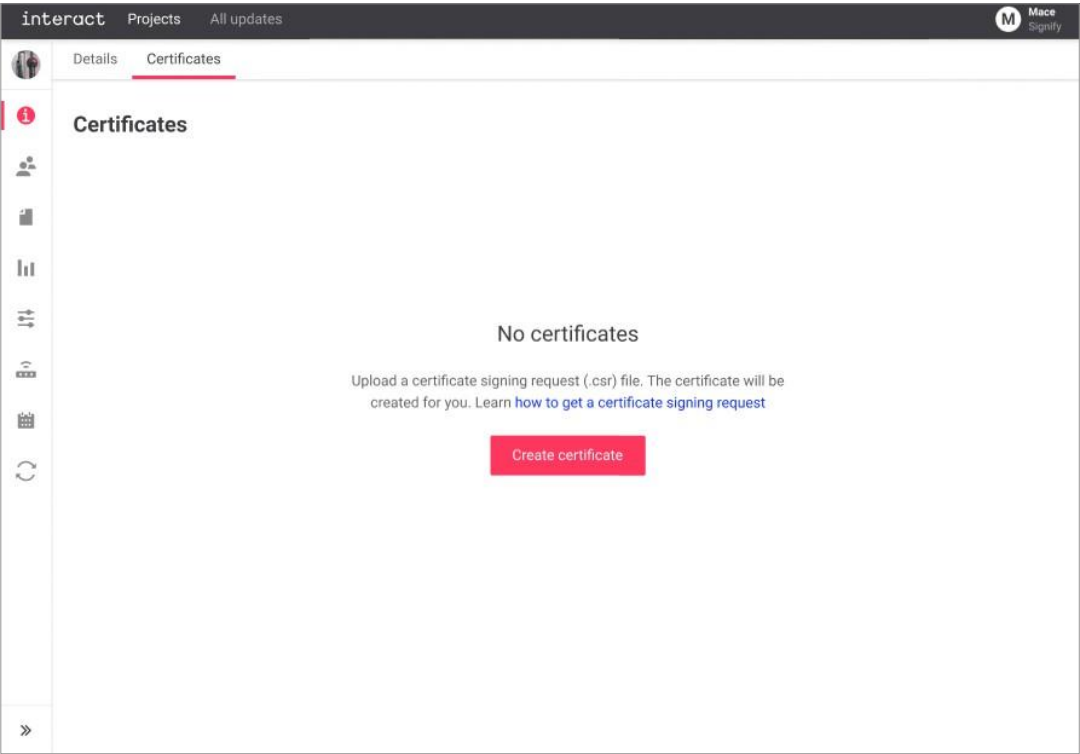 interact Projects All updates
M Mace
Signify
Details Certificates
Certificates
No certificates
Upload a certificate signing request (.csr) file. The certificate will be
created for you. Learn how to get a certificate signing request
Create certificate